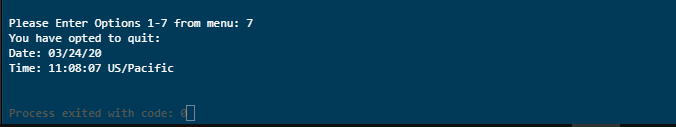 Please Enter Options 1-7 from menu: 7
You have opted to quit:
Date: 03/24/20
Time: 11:08:07 US/Pacific
Process exited with code: 0